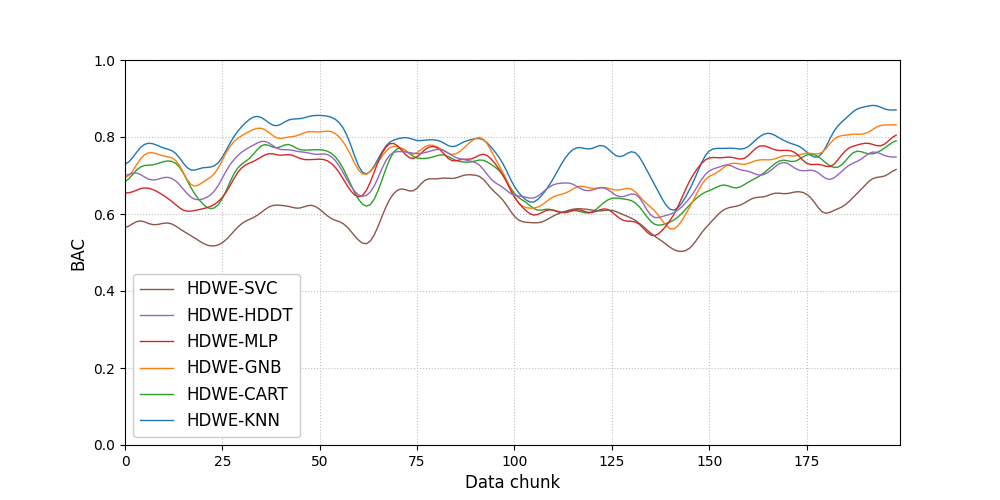 1.0
0.8
0.6
0.4
0.2
0.0
BAC
HDWE-SVC
HDWE-HDDT
HDWE-MLP
HDWE-GNB
HDWE-CART
HDWE-KNN
0 25 50 75 100 125 150 175
Data chunk